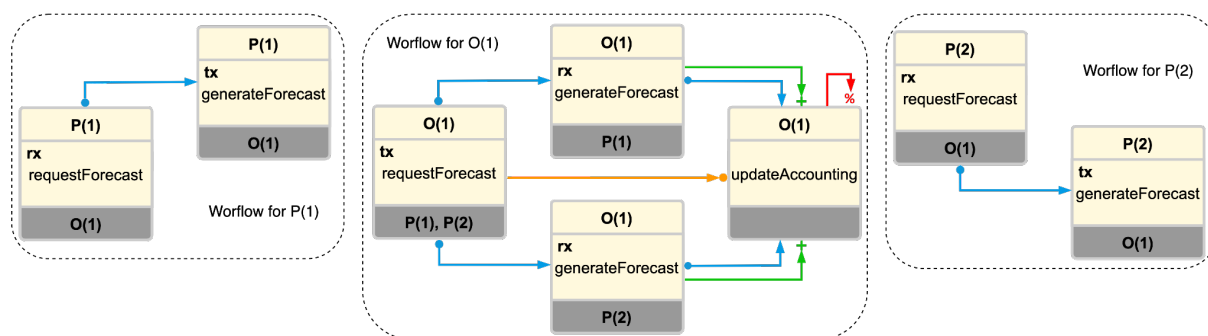 P(1)
tx
generateForecast
O(1)
P(1)
rx
requestForecast
O(1)
Worflow for P(1)
Worflow for O(1)
O(1)
rx
generateForecast
P(1)
O(1)
tx
requestForecast
P(1), P(2)
O(1)
rx
generateForecast
P(2)
+
%
O(1)
updateAccounting
+
Worflow for P(2)
P(2)
rx
requestForecast
O(1)
P(2)
tx
generateForecast
O(1)